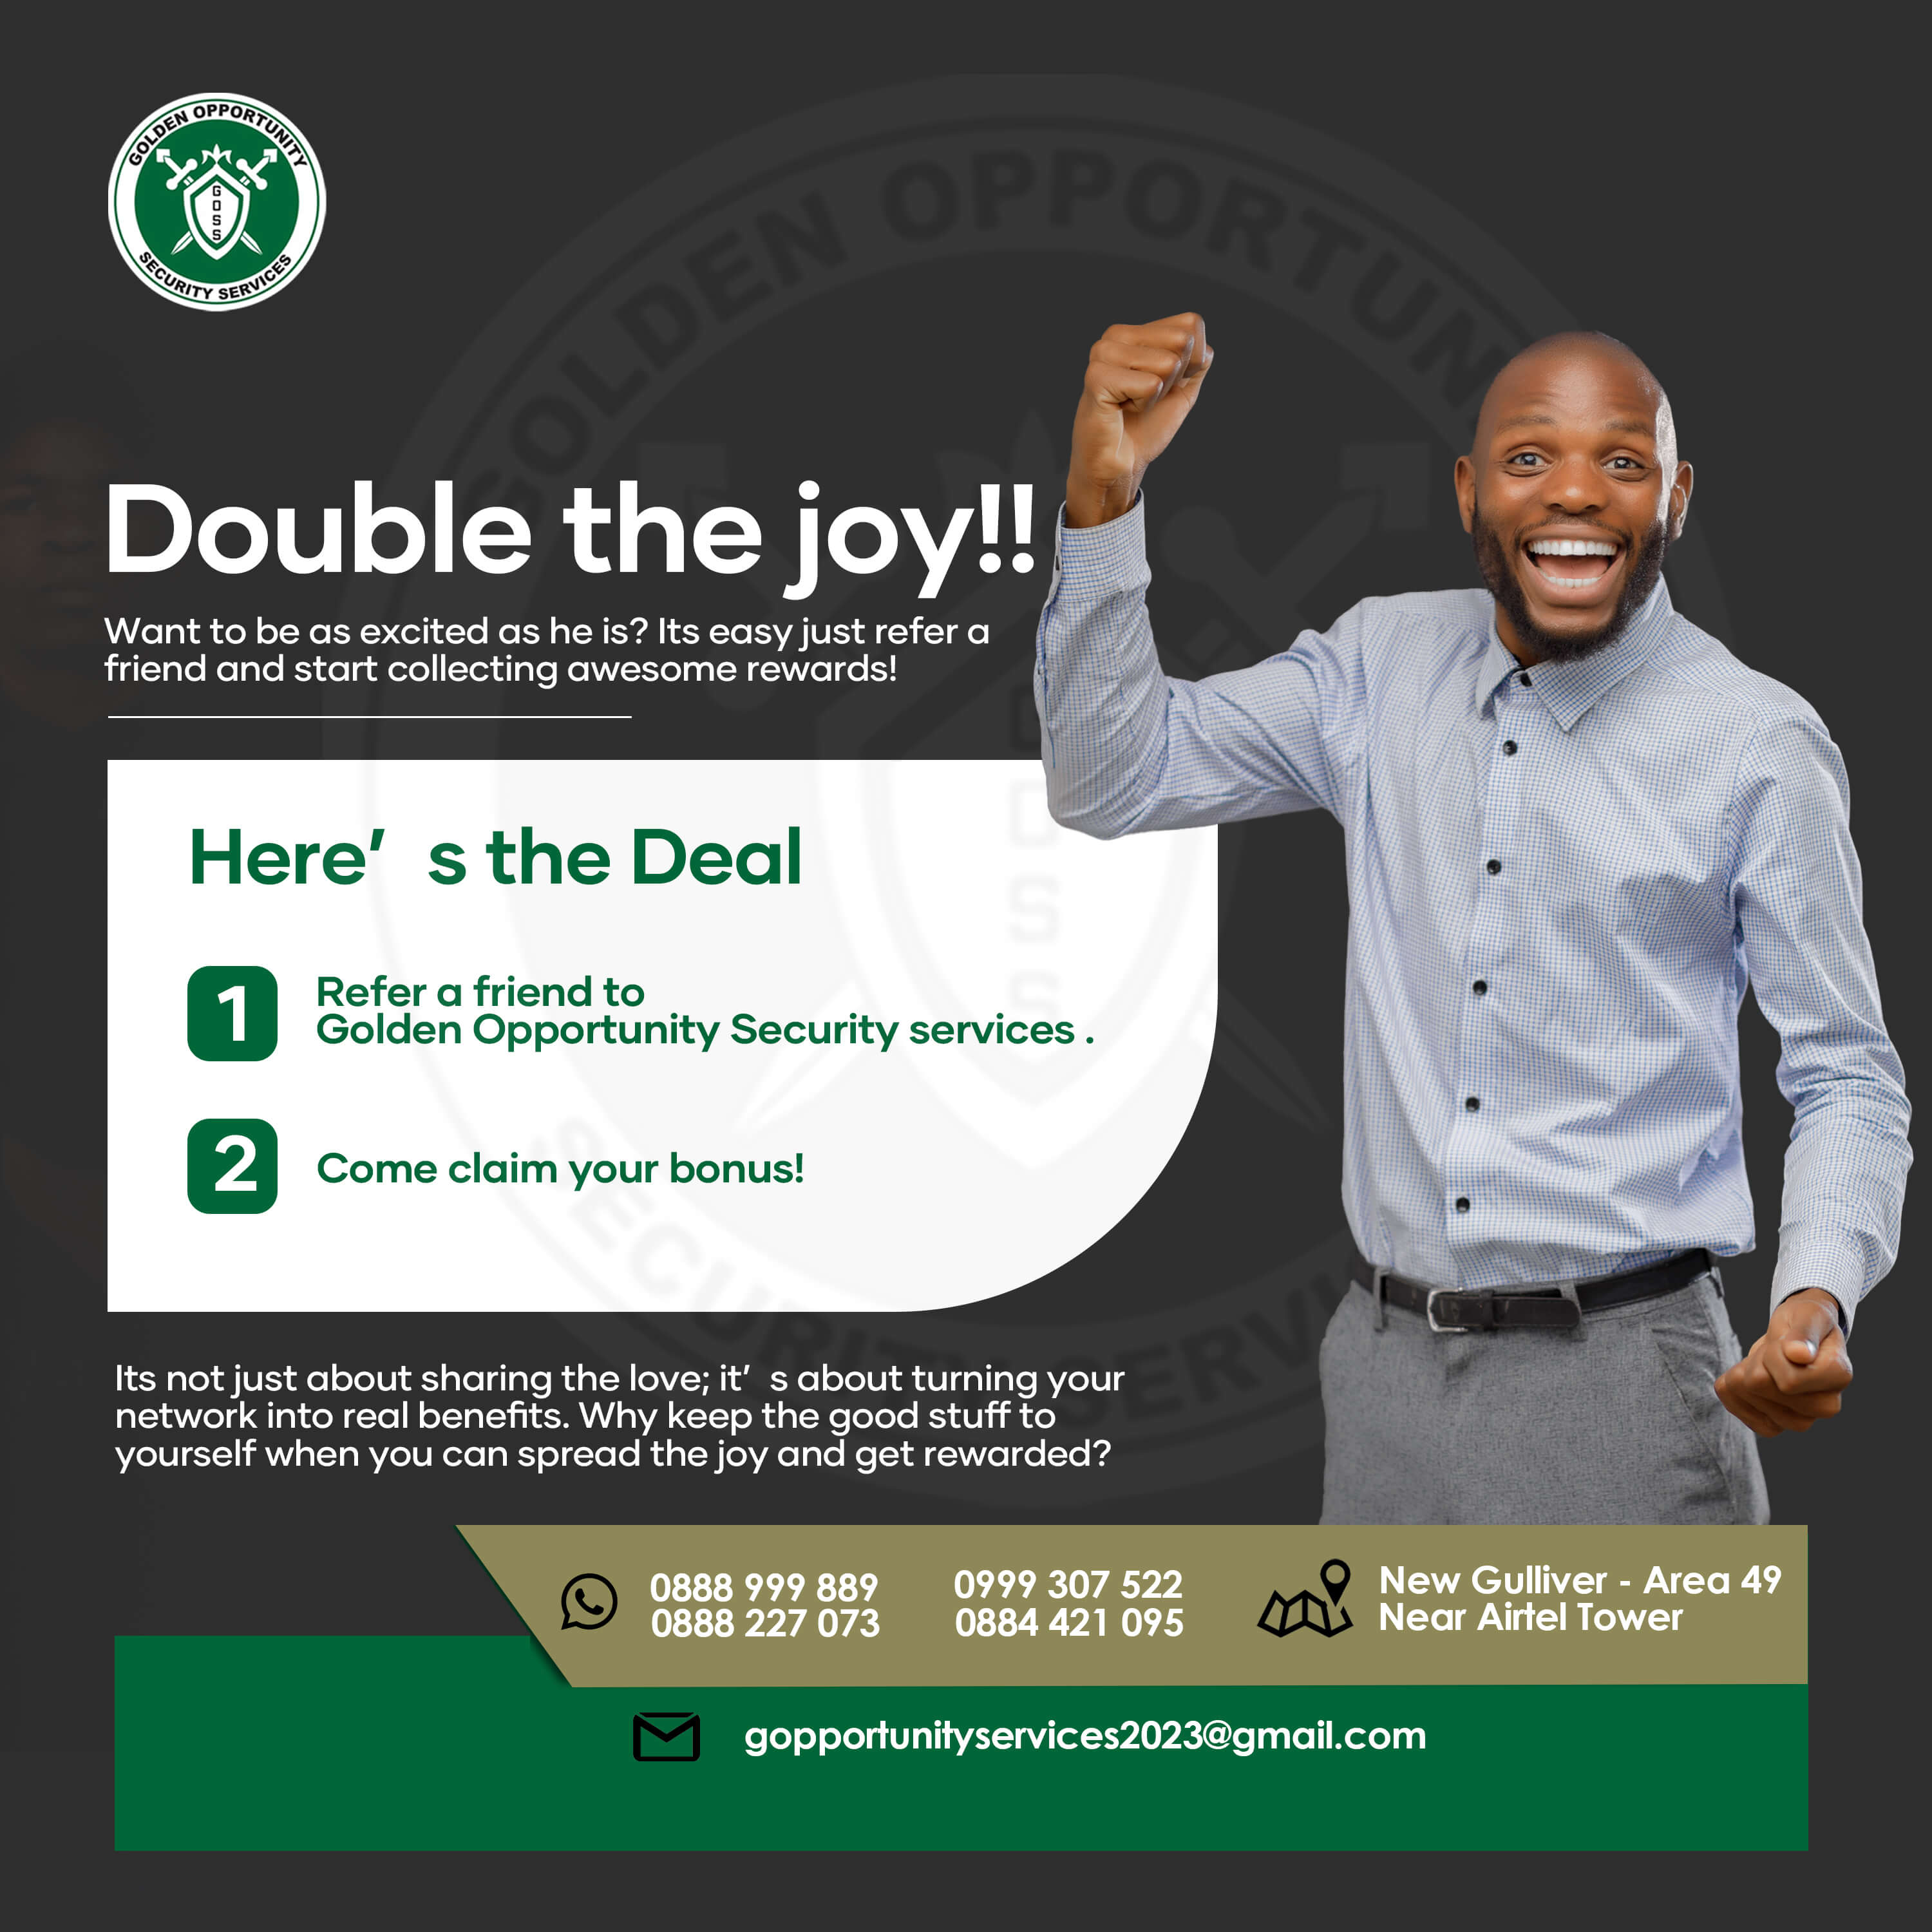 GOLDEN OPPORTUNITY
GOSS
SECURITY SERVICES
GOLDEN OPPORTUN
Double the joy!!
Want to be as excited as he is? Its easy just refer a
friend and start collecting awesome rewards!
Here's the Deal
1
Refer a friend to
Golden Opportunity Security services .
2
Come claim your bonus!
Its not just about sharing the love; it's about turning your
network into real benefits. Why keep the good stuff to
yourself when you can spread the joy and get rewarded?
0888 999 889
0888 227 073
0999 307 522
0884 421 095
New Gulliver - Area 49
Near Airtel Tower
gopportunityservices2023@gmail.com